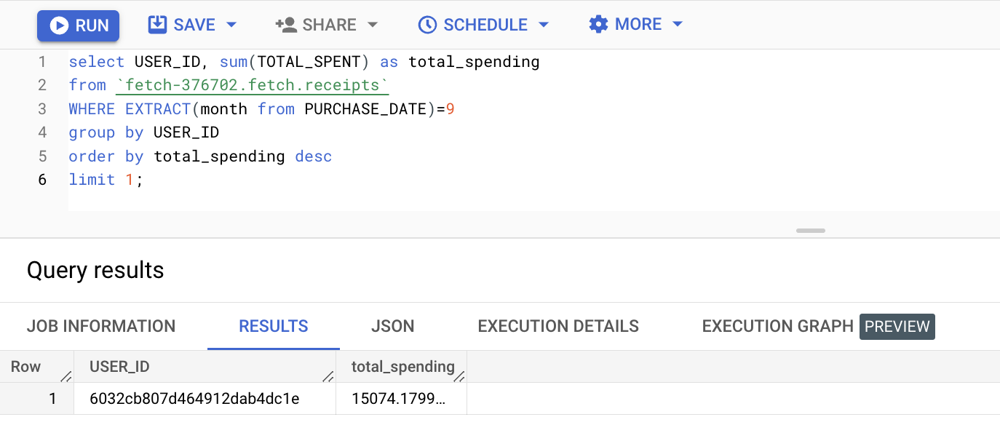 RUN SAVE SHARE SCHEDULE MORE
1 select USER_ID, sum(TOTAL_SPENT) as total_spending
2 from `fetch-376702.fetch.receipts`
3 WHERE EXTRACT(month from PURCHASE_DATE)=9
4 group by USER_ID
5 order by total_spending desc
6 limit 1;
Query results
JOB INFORMATION RESULTS JSON EXECUTION DETAILS EXECUTION GRAPH PREVIEW
Row USER_ID total_spending
1 6032cb807d464912dab4dc1e 15074.1799...